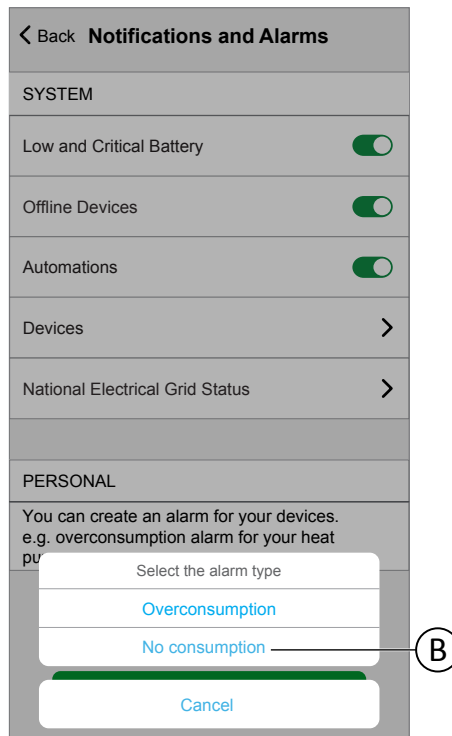 Back Notifications and Alarms
SYSTEM
Low and Critical Battery
Offline Devices
Automations
Devices
National Electrical Grid Status
PERSONAL
You can create an alarm for your devices.
e.g. overconsumption alarm for your heat
Select the alarm type
Overconsumption
No consumption
B
Cancel